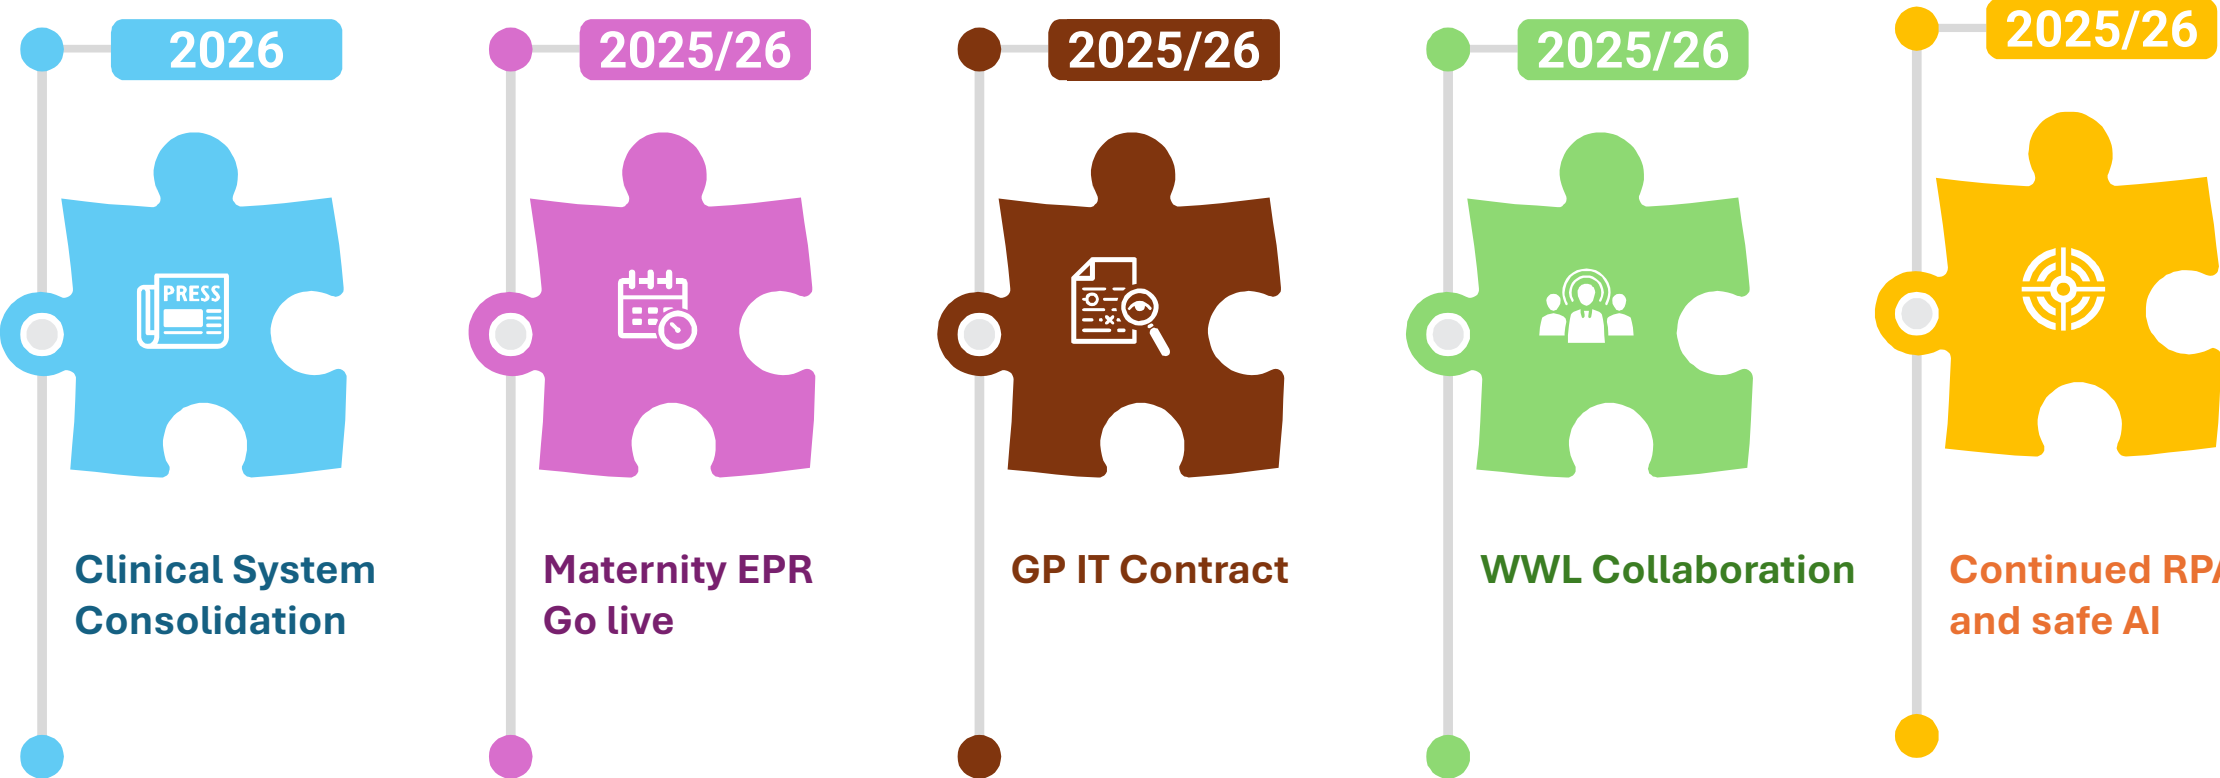 2026
2025/26
2025/26
2025/26
2025/26
PRESS
Clinical System
Consolidation
Maternity EPR
Go live
GP IT Contract
WWL Collaboration
Continued RPA
and safe AI